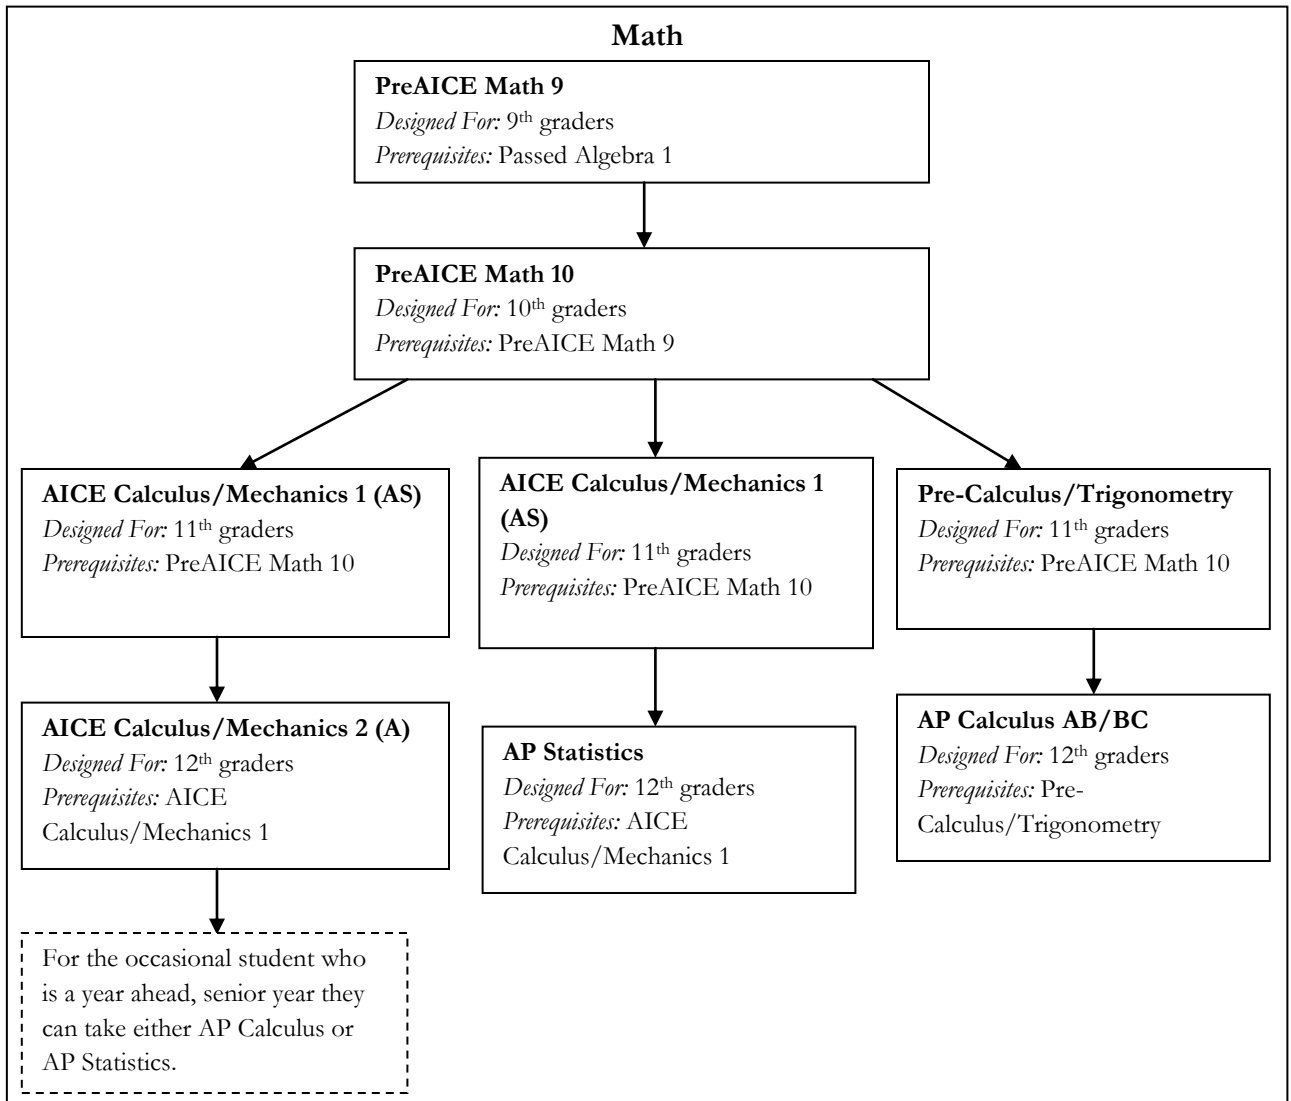 Math
PreAICE Math 9
Designed For: 9th graders
Prerequisites: Passed Algebra 1
PreAICE Math 10
Designed For: 10th graders
Prerequisites: PreAICE Math 9
AICE Calculus/Mechanics 1 (AS)
Designed For: 11th graders
Prerequisites: PreAICE Math 10
AICE Calculus/Mechanics 1
(AS)
Designed For: 11th graders
Prerequisites: PreAICE Math 10
Pre-Calculus/Trigonometry
Designed For: 11th graders
Prerequisites: PreAICE Math 10
AICE Calculus/Mechanics 2 (A)
Designed For: 12th graders
Prerequisites: AICE
Calculus/Mechanics 1
AP Statistics
Designed For: 12th graders
Prerequisites: AICE
Calculus/Mechanics 1
AP Calculus AB/BC
Designed For: 12th graders
Prerequisites: Pre-
Calculus/Trigonometry
For the occasional student who
is a year ahead, senior year they
can take either AP Calculus or
AP Statistics.